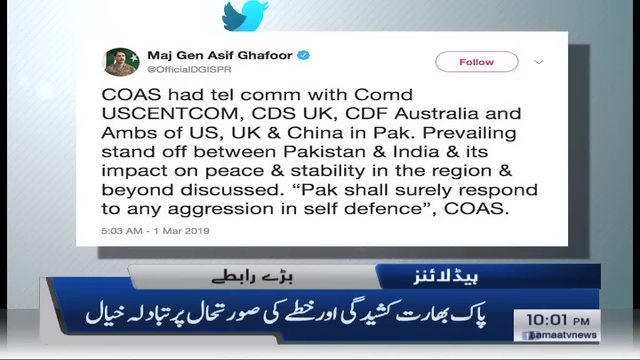 Maj Gen Asif Ghafoor
@OfficialDGISPR
Follow
COAS had tel comm with Comd
USCENTCOM, CDS UK, CDF Australia and
Ambs of US, UK & China in Pak. Prevailing
stand off between Pakistan & India & its
impact on peace & stability in the region &
beyond discussed. “Pak shall surely respond
to any aggression in self defence”, COAS.
5:03 AM - 1 Mar 2019
ہیڈلائنز
بڑے رابطے
پاک بھارت کشیدگی اور خطے کی صورتحال پر تبادلہ خیال
10:01 PM
/samaatvnews